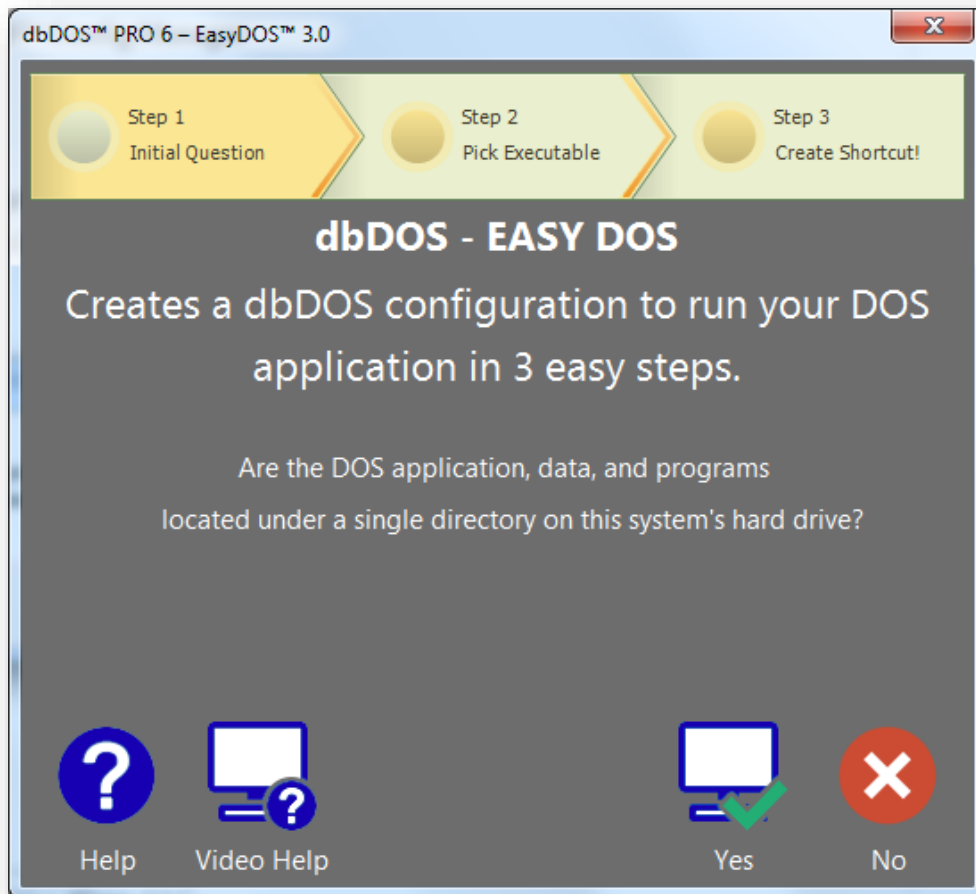 dbDOS™ PRO 6 – EasyDOS™ 3.0
Step 1
Initial Question
Step 2
Pick Executable
Step 3
Create Shortcut!
dbDOS - EASY DOS
Creates a dbDOS configuration to run your DOS
application in 3 easy steps.
Are the DOS application, data, and programs
located under a single directory on this system's hard drive?
Help
Video Help
Yes
No